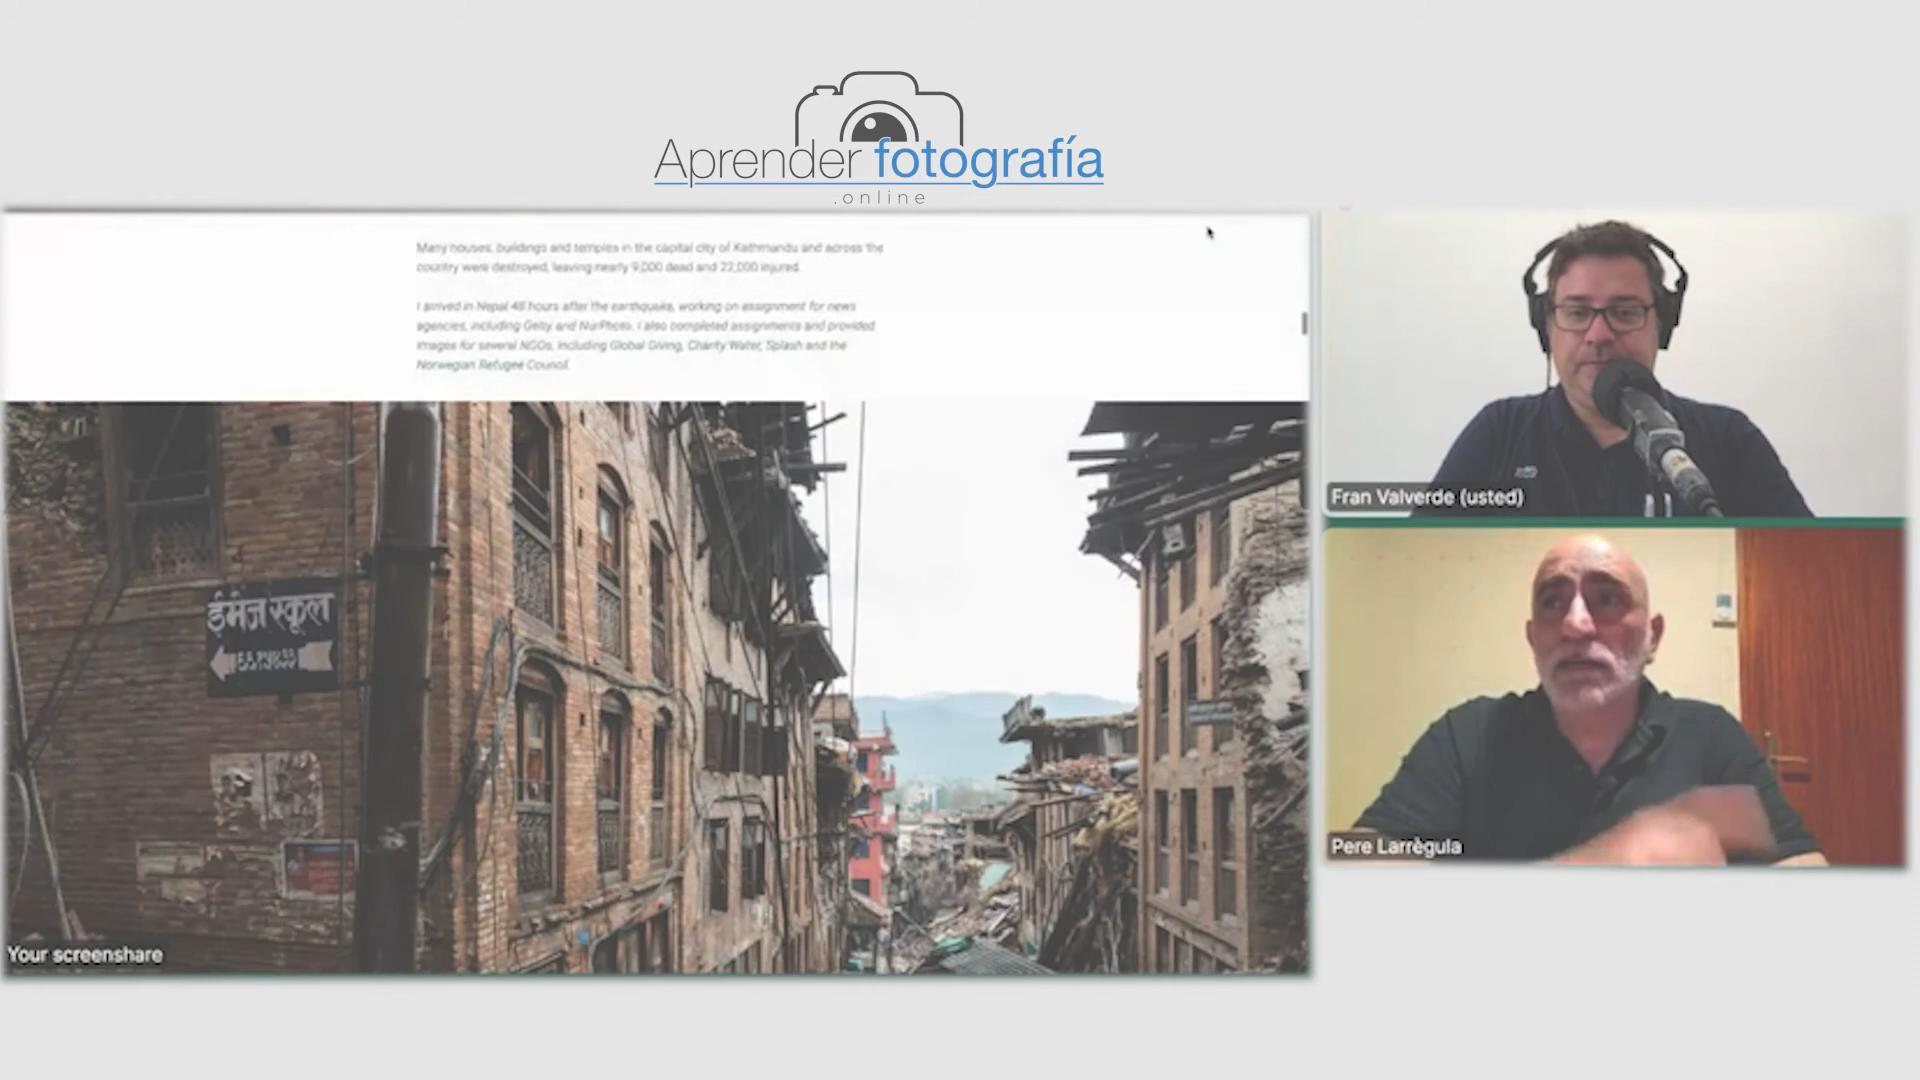 Aprender fotografía
.online
Many houses, buildings and temples in the capital city of Kathmandu and across the
country were destroyed, leaving nearly 9,000 dead and 22,000 injured.
I arrived in Nepal 48 hours after the earthquake, working on assignment for news
agencies, including Getty and NurPhoto. I also completed assignments and provided
images for several NGOs, including Global Giving, Charity Water, Splash and the
Norwegian Refugee Council.
ईमेज स्कूल
Your screenshare
Fran Valverde (usted)
Pere Larrègula